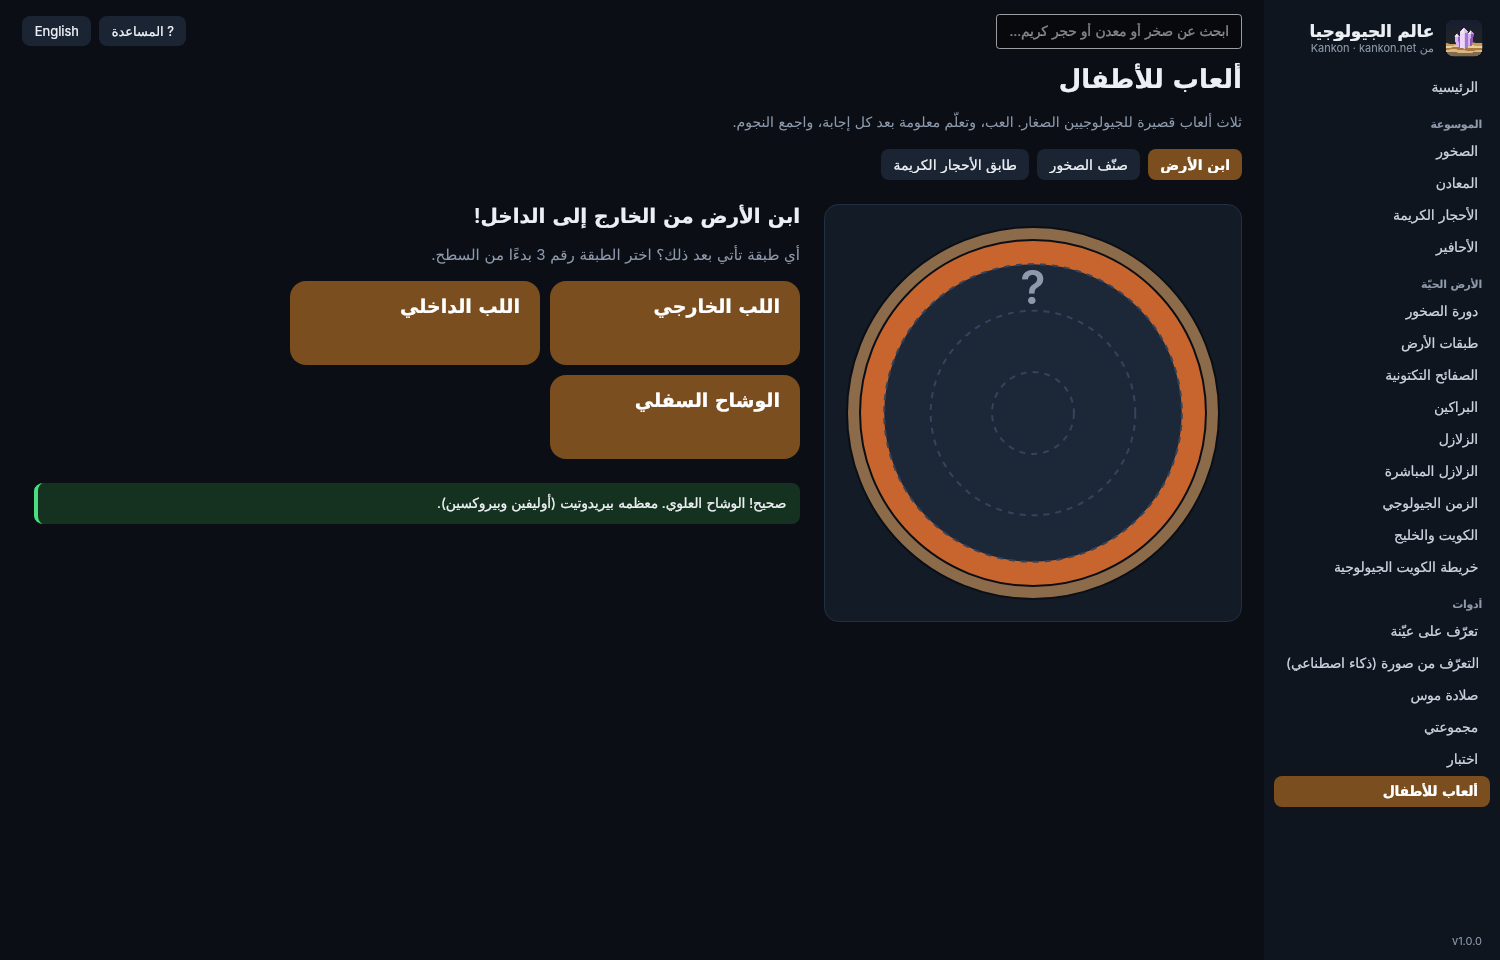 عالم الجيولوجيا
من Kankon · kankon.net
الرئيسية
الموسوعة
الصخور
المعادن
الأحجار الكريمة
الأحافير
الأرض الحيّة
دورة الصخور
طبقات الأرض
الصفائح التكتونية
البراكين
الزلازل
الزلازل المباشرة
الزمن الجيولوجي
الكويت والخليج
خريطة الكويت الجيولوجية
أدوات
تعرّف على عيّنة
التعرّف من صورة (ذكاء اصطناعي)
صلادة موس
مجموعتي
اختبار
ألعاب للأطفال
v1.0.0
ابحث عن صخر أو معدن أو حجر كريم...
? المساعدة
English
ألعاب للأطفال
ثلاث ألعاب قصيرة للجيولوجيين الصغار. العب، وتعلّم معلومة بعد كل إجابة، واجمع النجوم.
ابن الأرض
صنّف الصخور
طابق الأحجار الكريمة
?
ابن الأرض من الخارج إلى الداخل!
أي طبقة تأتي بعد ذلك؟ اختر الطبقة رقم 3 بدءًا من السطح.
اللب الخارجي
اللب الداخلي
الوشاح السفلي
صحيح! الوشاح العلوي. معظمه بيريدوتيت (أوليفين وبيروكسين).